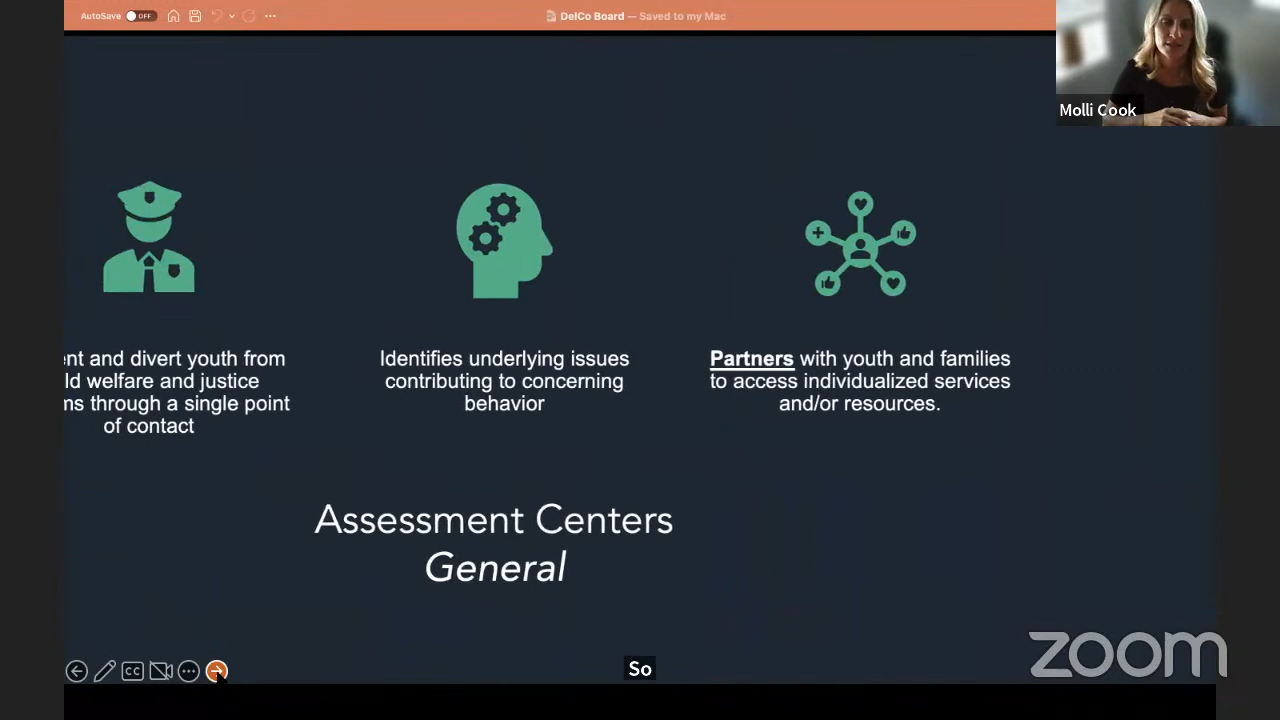 AutoSave OFF
DelCo Board — Saved to my Mac
Molli Cook
ent and divert youth from
ld welfare and justice
ms through a single point
of contact
Identifies underlying issues
contributing to concerning
behavior
Partners with youth and families
to access individualized services
and/or resources.
Assessment Centers
General
CC
So
zoom